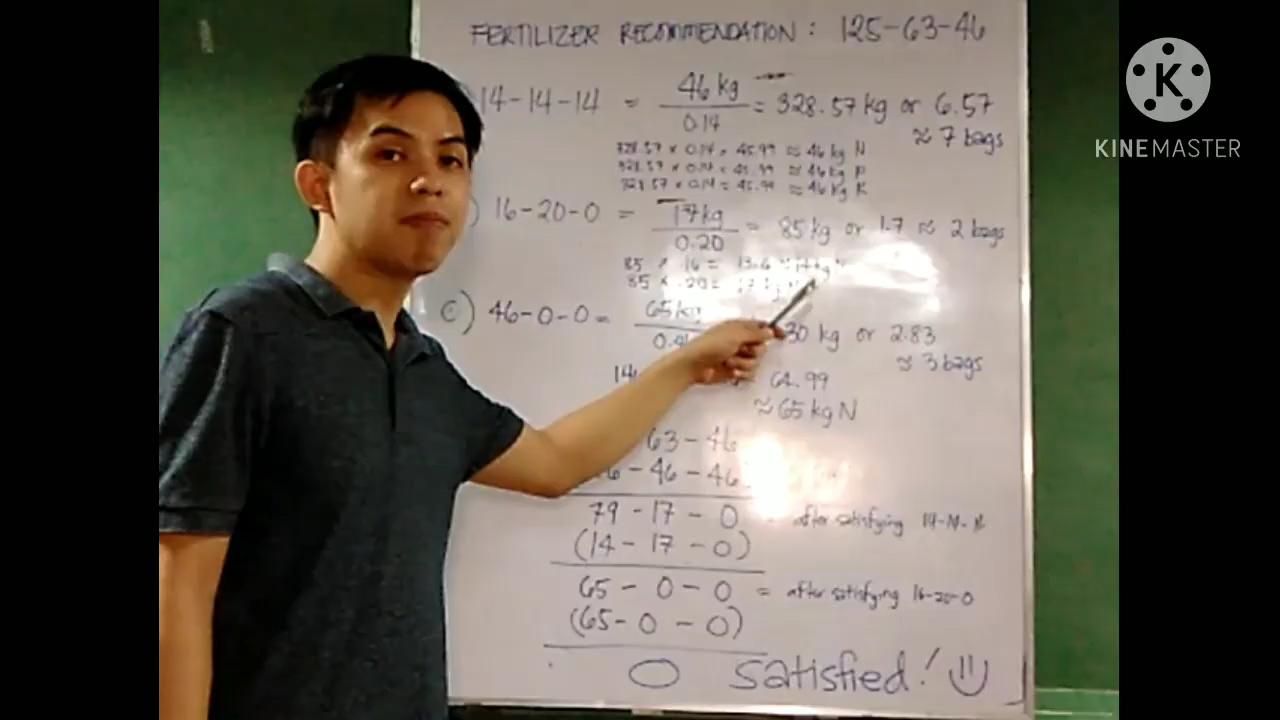 FERTILIZER RECOMMENDATION: 125-63-46
14-14-14 = 46 kg / 0.14 = 328.57 kg or 6.57
≈ 7 bags
328.57 × 0.14 = 45.99 ≈ 46 kg N
328.57 × 0.14 = 45.99 ≈ 46 kg P
328.57 × 0.14 = 45.99 ≈ 46 kg K
) 16-20-0 = 17 kg / 0.20 = 85 kg or 1.7 ≈ 2 bags
85 × .16 = 13.6 ≈ 14 kg
85 × .20 = 17 kg
C) 46-0-0 = 65 kg
30 kg or 2.83
≈ 3 bags
64.99
≈ 65 kg N
63 - 46
6 - 46 - 46
79 - 17 - 0 = after satisfying 14-14-14
(14 - 17 - 0)
65 - 0 - 0 = after satisfying 16-20-0
(65 - 0 - 0)
0 satisfied!
K
KINEMASTER